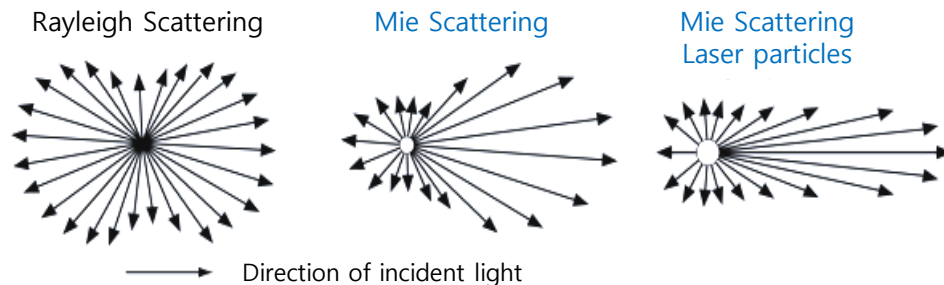 Rayleigh Scattering
Mie Scattering
Mie Scattering
Laser particles
Direction of incident light